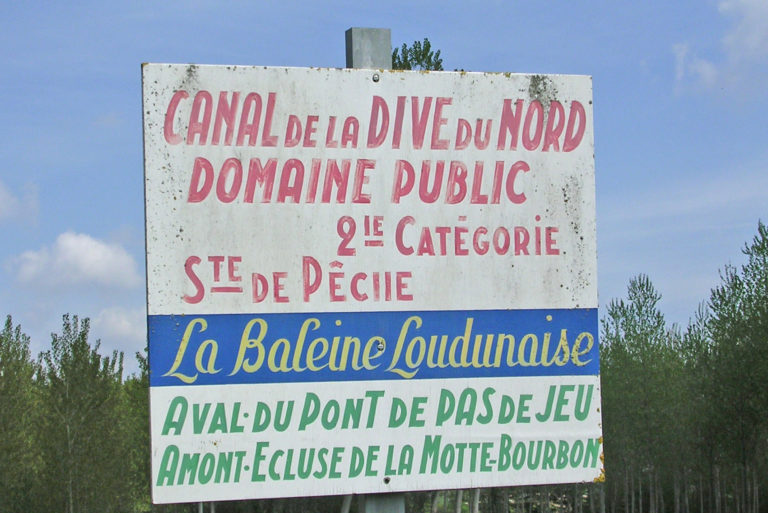 CANAL DE LA DIVE DU NORD
DOMAINE PUBLIC
2IE CATÉGORIE
STE DE PÊCHE
La Baleine Loudunaise
AVAL·DU PONT DE PAS DE JEU
AMONT·ECLUSE DE LA MOTTE-BOURBON